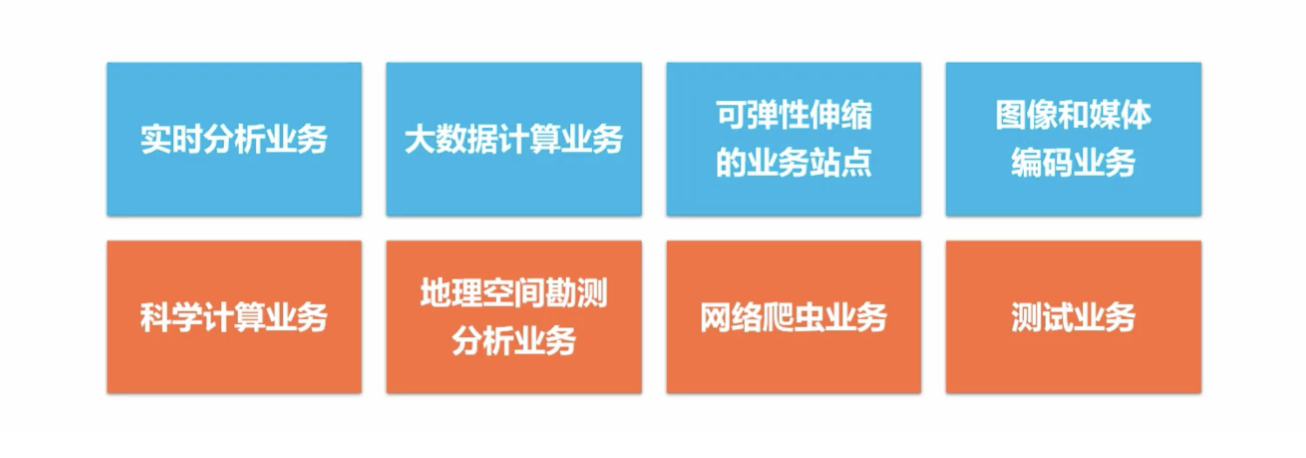 实时分析业务
大数据计算业务
可弹性伸缩
的业务站点
图像和媒体
编码业务
科学计算业务
地理空间勘测
分析业务
网络爬虫业务
测试业务